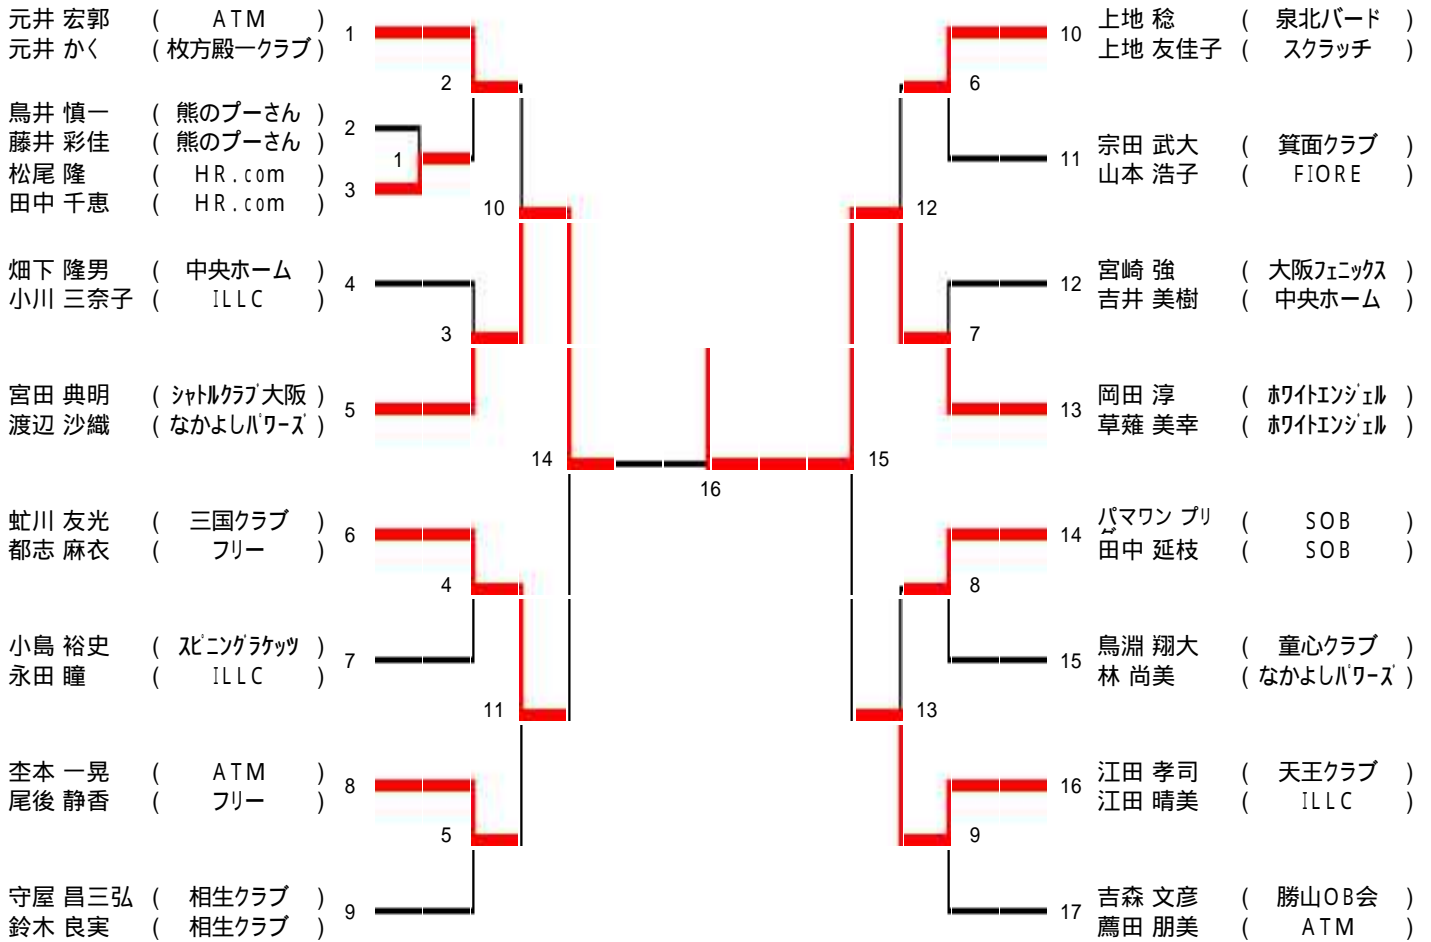 元井 宏郭 ( ATM )
元井 かく ( 枚方殿一クラブ )
1
2
鳥井 慎一 ( 熊のプーさん )
藤井 彩佳 ( 熊のプーさん )
2
1
松尾 隆 ( HR.com )
田中 千恵 ( HR.com )
3
10
畑下 隆男 ( 中央ホーム )
小川 三奈子 ( ILLC )
4
3
宮田 典明 ( シャトルクラブ大阪 )
渡辺 沙織 ( なかよしパワーズ )
5
14
16
虻川 友光 ( 三国クラブ )
都志 麻衣 ( フリー )
6
4
小島 裕史 ( スピニングラケッツ )
永田 瞳 ( ILLC )
7
11
杢本 一晃 ( ATM )
尾後 静香 ( フリー )
8
5
守屋 昌三弘 ( 相生クラブ )
鈴木 良実 ( 相生クラブ )
9
10
上地 稔 ( 泉北バード )
上地 友佳子 ( スクラッチ )
6
11
宗田 武大 ( 箕面クラブ )
山本 浩子 ( FIORE )
12
12
宮崎 強 ( 大阪フェニックス )
吉井 美樹 ( 中央ホーム )
7
13
岡田 淳 ( ホワイトエンジェル )
草薙 美幸 ( ホワイトエンジェル )
15
14
パマワン プリ
ゲ
( SOB )
田中 延枝 ( SOB )
8
15
鳥淵 翔大 ( 童心クラブ )
林 尚美 ( なかよしパワーズ )
13
16
江田 孝司 ( 天王クラブ )
江田 晴美 ( ILLC )
9
17
吉森 文彦 ( 勝山OB会 )
薦田 朋美 ( ATM )